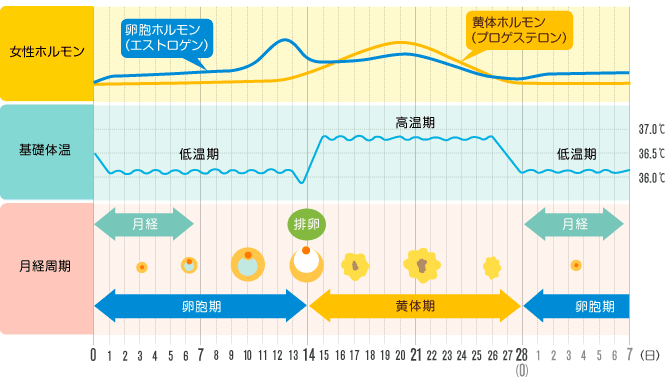 女性ホルモン
卵胞ホルモン
(エストロゲン)
黄体ホルモン
(プロゲステロン)
基礎体温
低温期
高温期
低温期
37.0℃
36.5℃
36.0℃
月経周期
月経
排卵
月経
卵胞期
黄体期
卵胞期
0 1 2 3 4 5 6 7 8 9 10 11 12 13 14 15 16 17 18 19 20 21 22 23 24 25 26 27 28 1 2 3 4 5 6 7 (日)
(0)